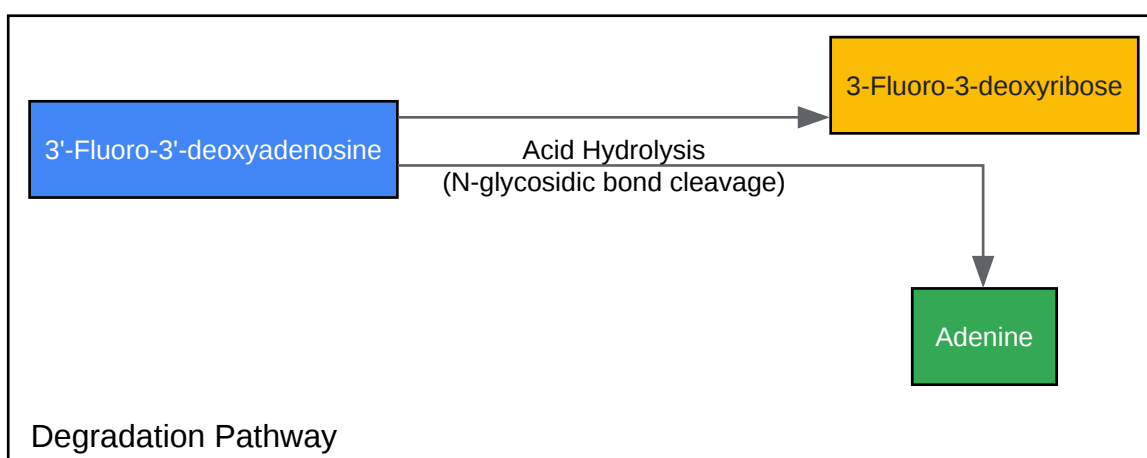 3-Fluoro-3-deoxyribose
3'-Fluoro-3'-deoxyadenosine
Acid Hydrolysis
(N-glycosidic bond cleavage)
Adenine
Degradation Pathway